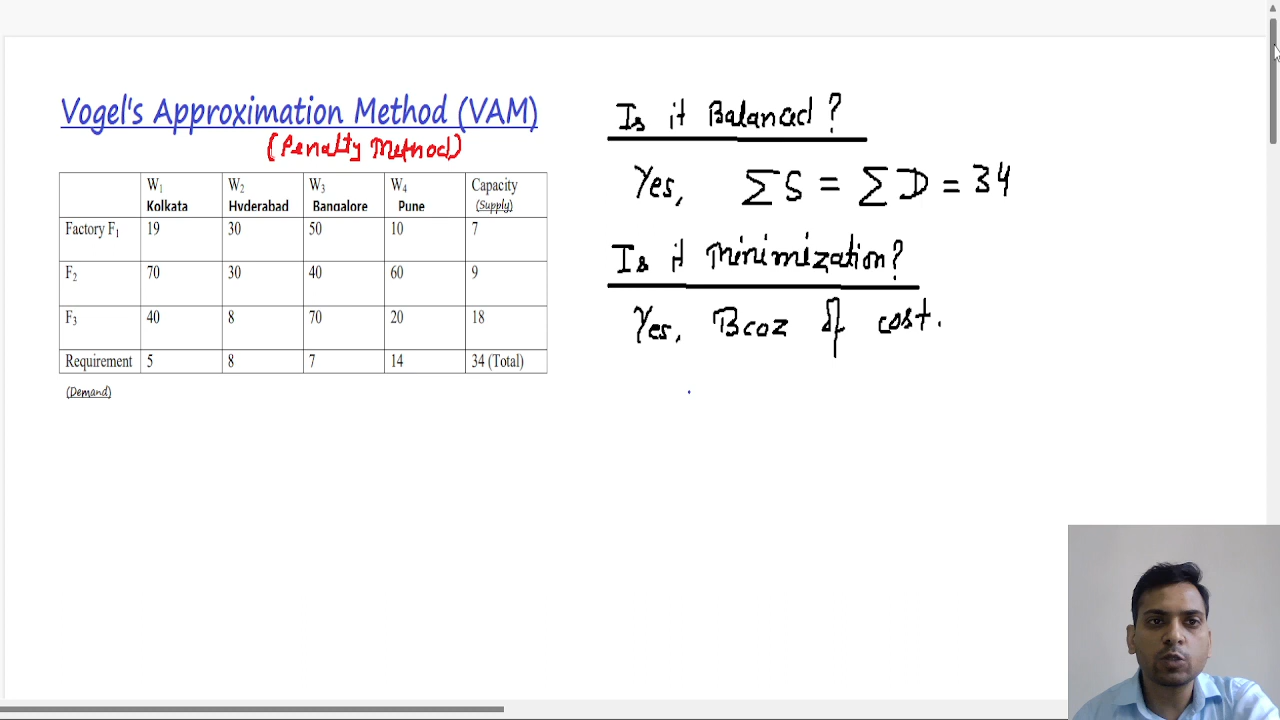 Vogel's Approximation Method (VAM)
(Penalty Method)
W1 Kolkata W2 Hyderabad W3 Bangalore W4 Pune Capacity (Supply)
Factory F1 19 30 50 10 7
F2 70 30 40 60 9
F3 40 8 70 20 18
Requirement 5 8 7 14 34 (Total)
(Demand)
Is it Balanced?
Yes, ΣS = ΣD = 34
Is it Minimization?
Yes, Bcoz of cost.